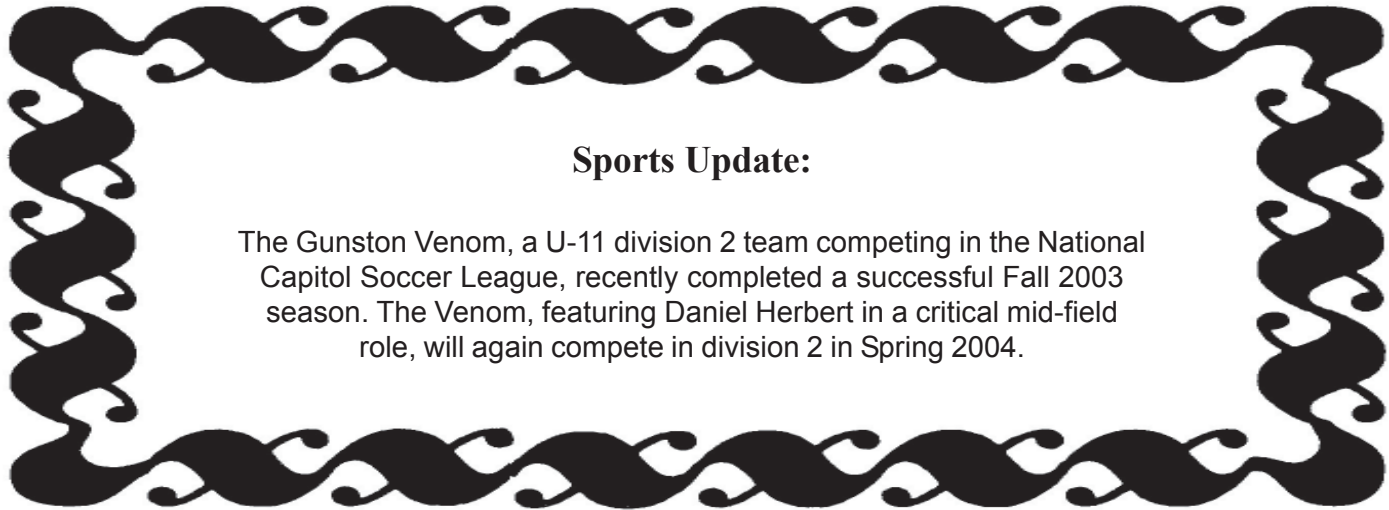 Sports Update:
The Gunston Venom, a U-11 division 2 team competing in the National
Capitol Soccer League, recently completed a successful Fall 2003
season. The Venom, featuring Daniel Herbert in a critical mid-field
role, will again compete in division 2 in Spring 2004.